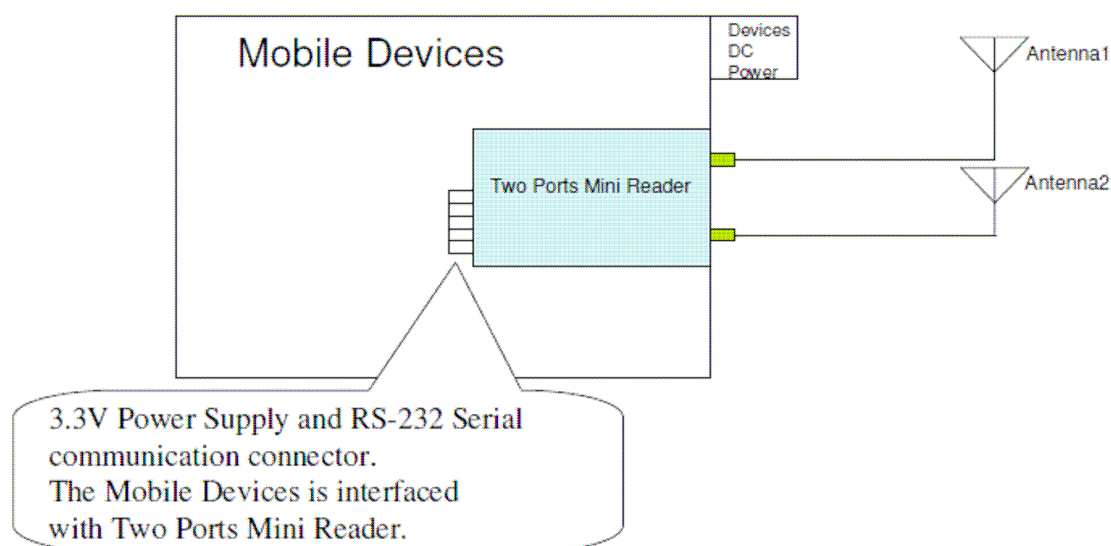 Mobile Devices
Devices
DC
Power
Antenna1
Two Ports Mini Reader
Antenna2
3.3V Power Supply and RS-232 Serial
communication connector.
The Mobile Devices is interfaced
with Two Ports Mini Reader.